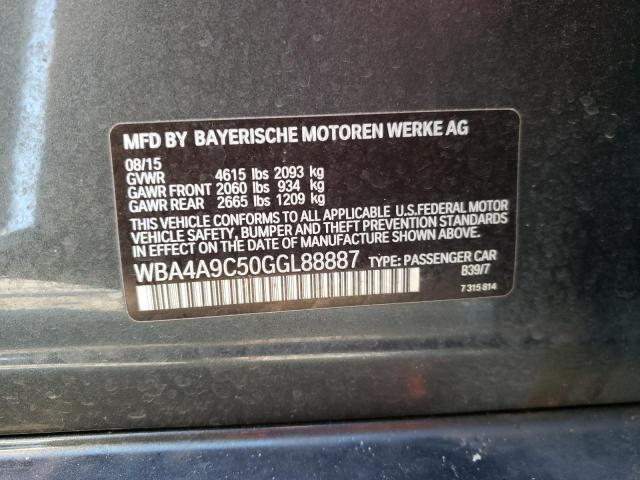 MFD BY BAYERISCHE MOTOREN WERKE AG
08/15
GVWR 4615 lbs 2093 kg
GAWR FRONT 2060 lbs 934 kg
GAWR REAR 2665 lbs 1209 kg
THIS VEHICLE CONFORMS TO ALL APPLICABLE U.S.FEDERAL MOTOR
VEHICLE SAFETY, BUMPER AND THEFT PREVENTION STANDARDS
IN EFFECT ON THE DATE OF MANUFACTURE SHOWN ABOVE.
WBA4A9C50GGL88887 TYPE: PASSENGER CAR
B39/7
7 315 814